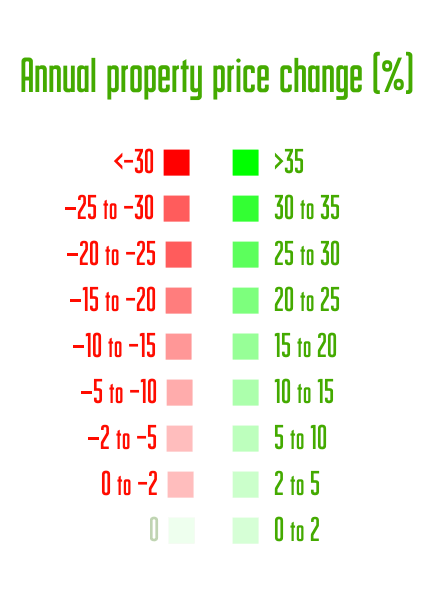 Annual property price change (%)
<–30 >35
–25 to –30 30 to 35
–20 to –25 25 to 30
–15 to –20 20 to 25
–10 to –15 15 to 20
–5 to –10 10 to 15
–2 to –5 5 to 10
0 to –2 2 to 5
0 0 to 2